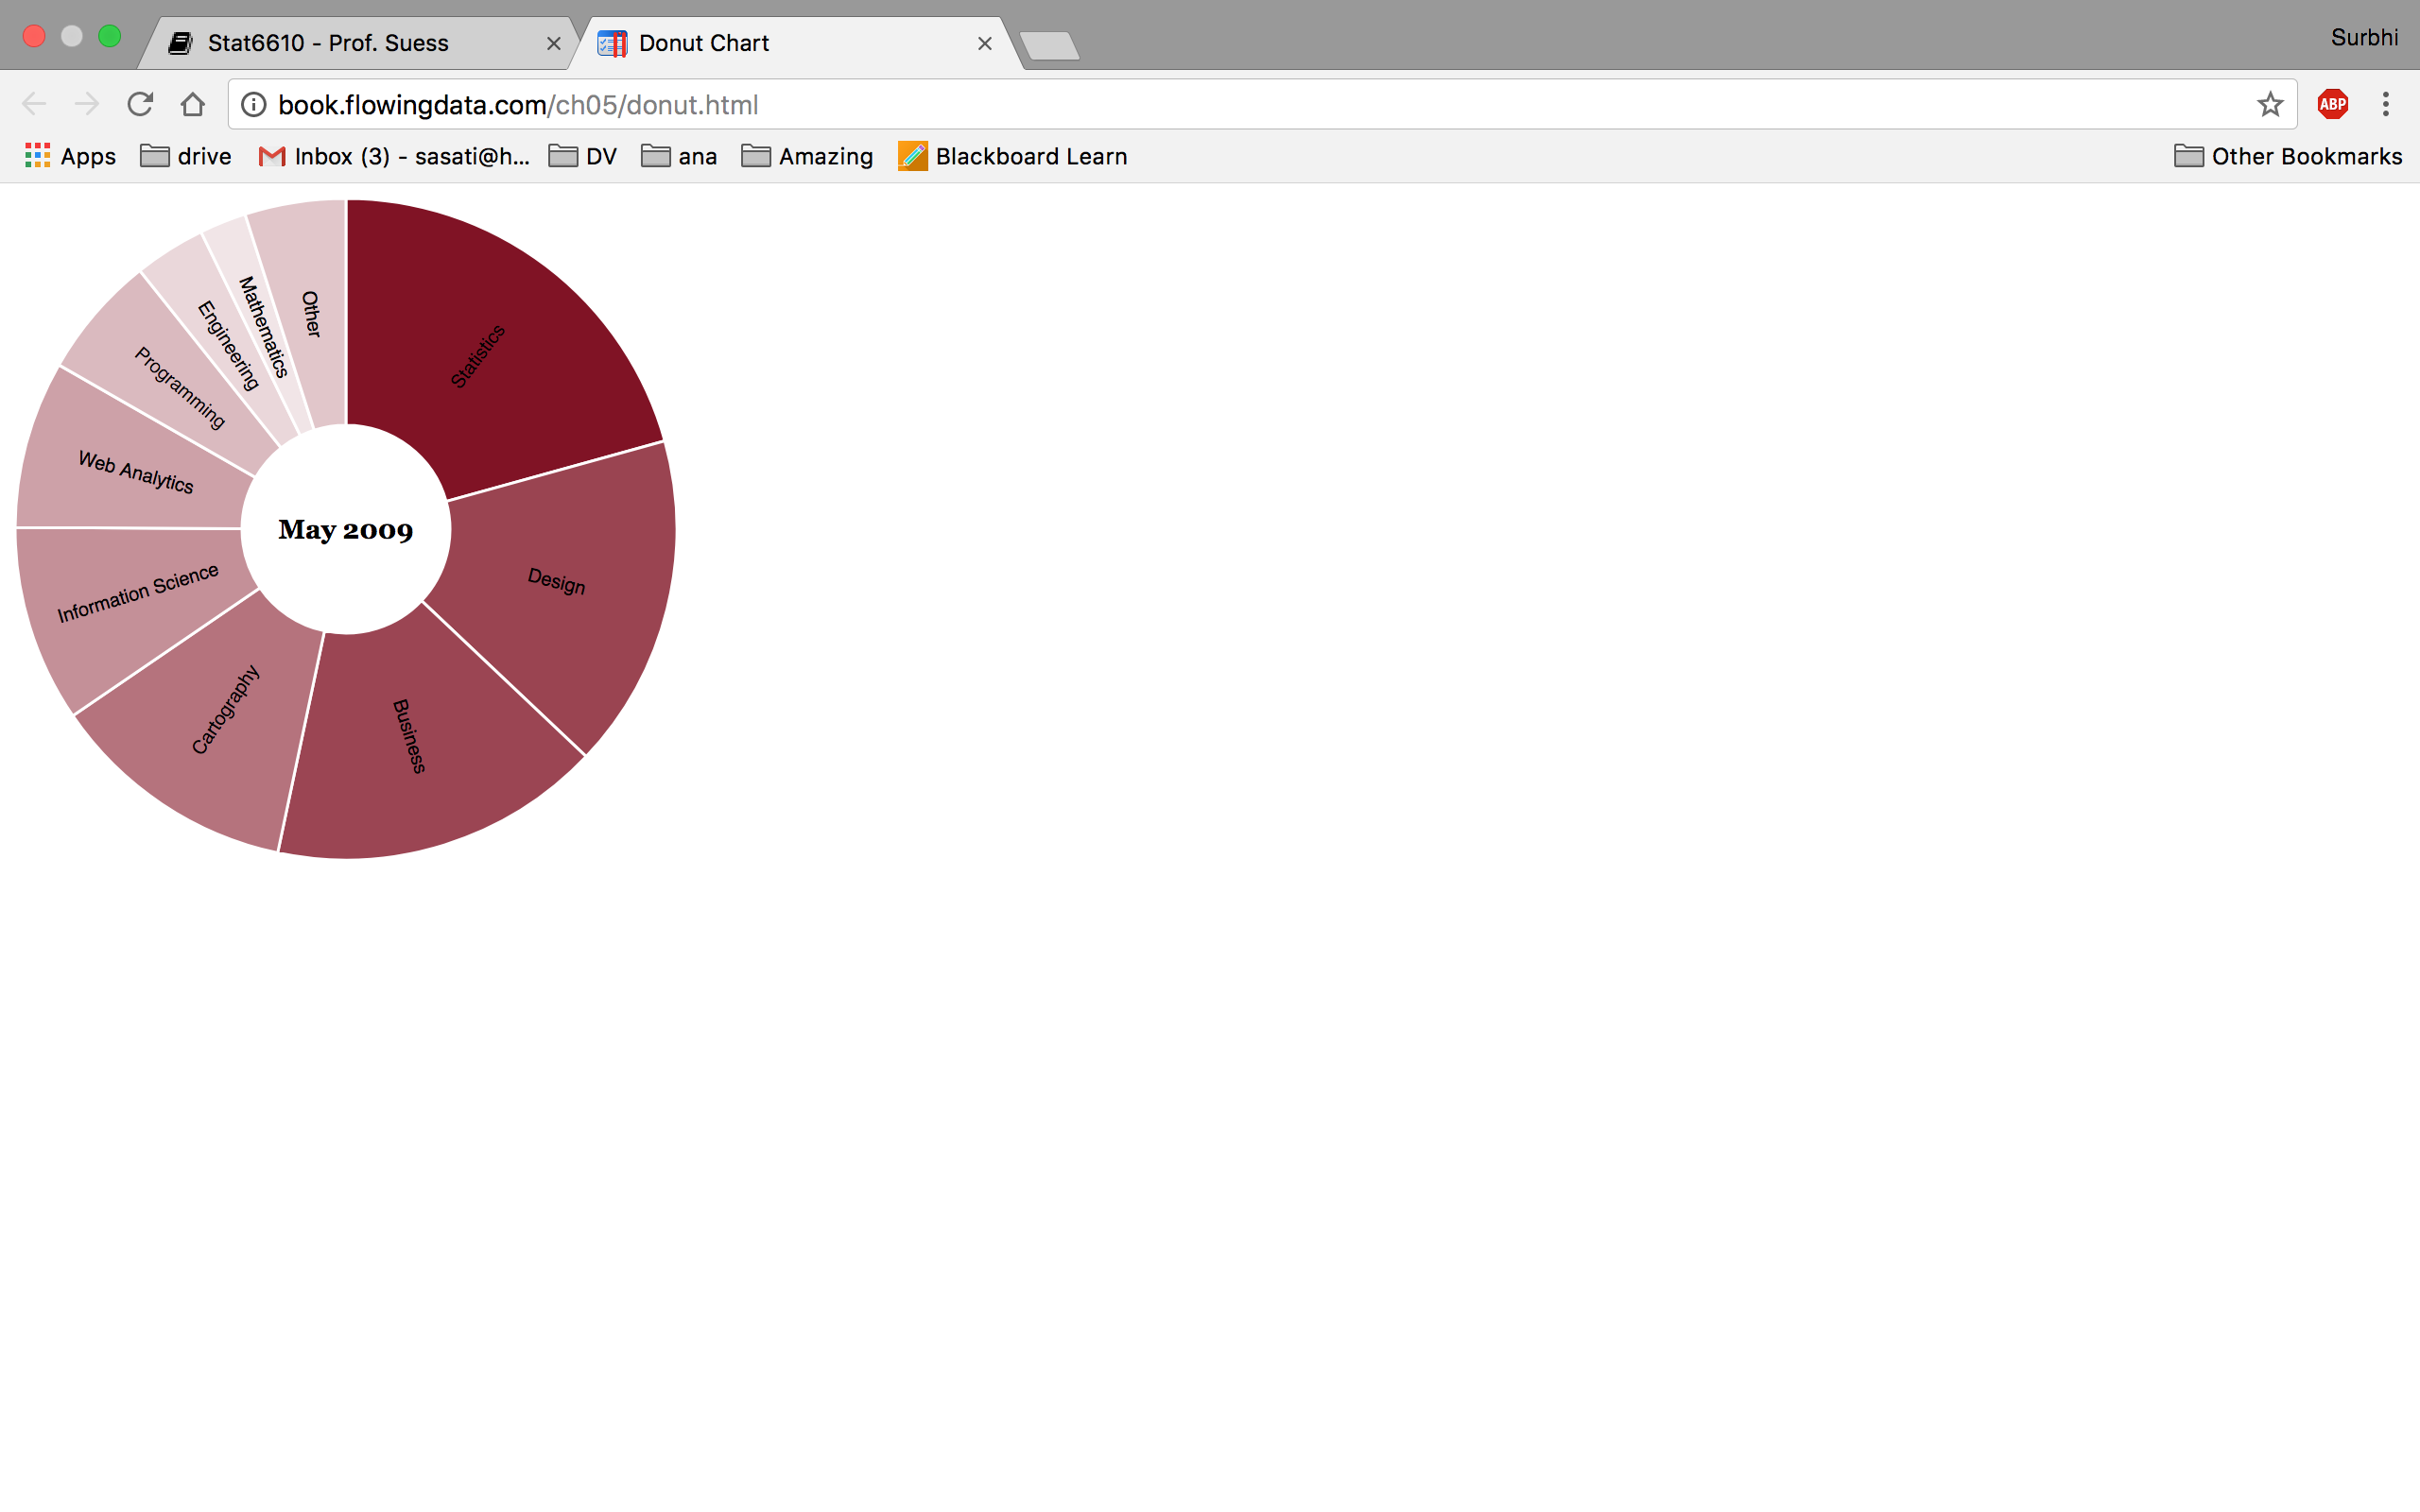 Stat6610 - Prof. Suess
Donut Chart
Surbhi
book.flowingdata.com/ch05/donut.html
ABP
Apps
drive
Inbox (3) - sasati@h...
DV
ana
Amazing
Blackboard Learn
Other Bookmarks
Statistics
Design
Business
Cartography
Information Science
Web Analytics
Programming
Engineering
Mathematics
Other
May 2009